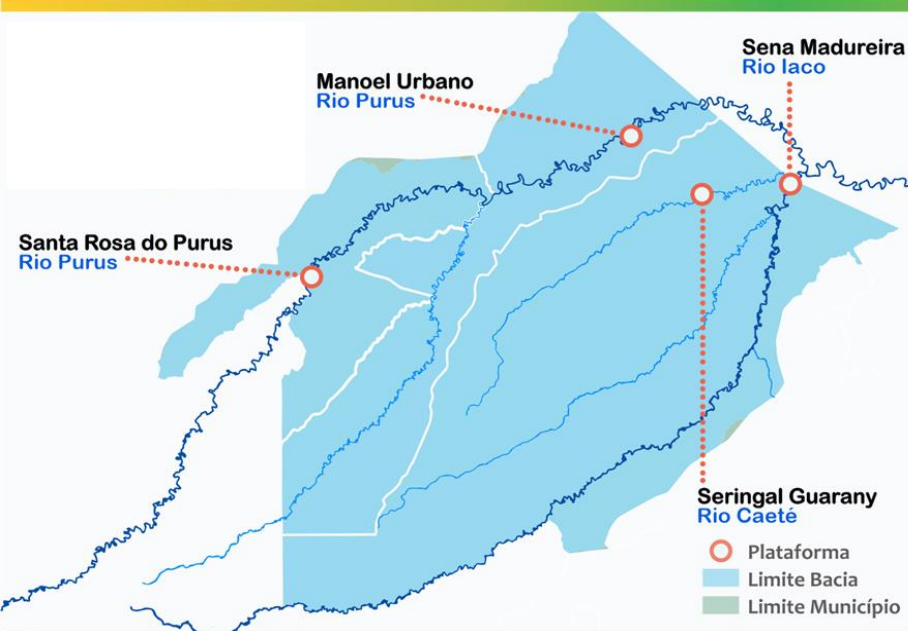 Sena Madureira
Rio Iaco
Manoel Urbano
Rio Purus
Santa Rosa do Purus
Rio Purus
Seringal Guarany
Rio Caeté
Plataforma
Limite Bacia
Limite Município